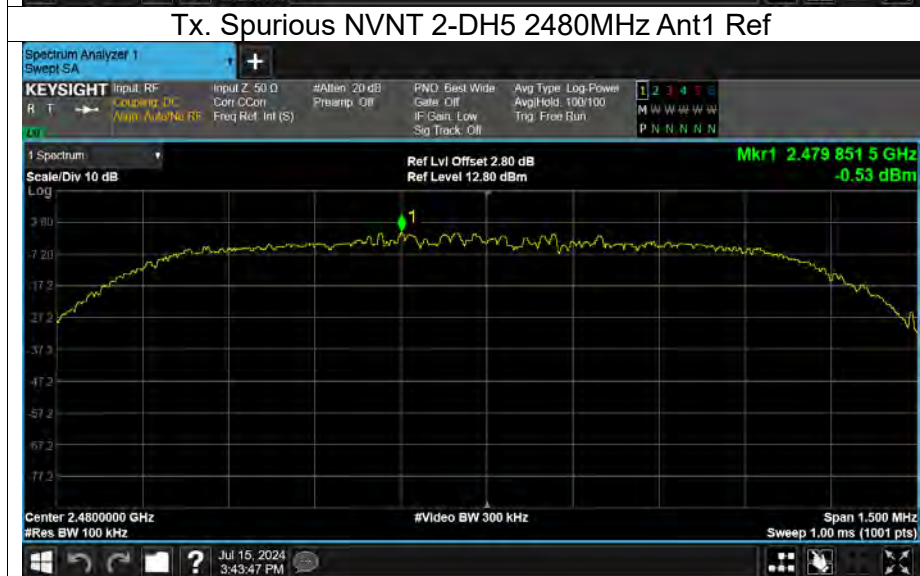 Tx. Spurious NVNT 2-DH5 2480MHz Ant1 Ref
Spectrum Analyzer 1
Swept SA
+
KEYSIGHT Input: RF Input Z: 50 Ω #Atten: 20 dB PNO: Best Wide Avg Type: Log-Power 1 2 3 4 5 6
R T Coupling: DC Corr CCorr Preamp: Off Gate: Off Avg|Hold: 100/100 M W W W W W
Align: Auto/No RF Freq Ref: Int (S) IF Gain: Low Trig: Free Run
Sig Track: Off P N N N N N
1 Spectrum
Scale/Div 10 dB
Log
Ref Lvl Offset 2.80 dB
Ref Level 12.80 dBm
Mkr1 2.479 851 5 GHz
-0.53 dBm
1
-7.20
-17.2
-27.2
-37.2
-47.2
-57.2
-67.2
-77.2
Center 2.4800000 GHz #Video BW 300 kHz Span 1.500 MHz
#Res BW 100 kHz Sweep 1.00 ms (1001 pts)
? Jul 15, 2024
3:43:47 PM